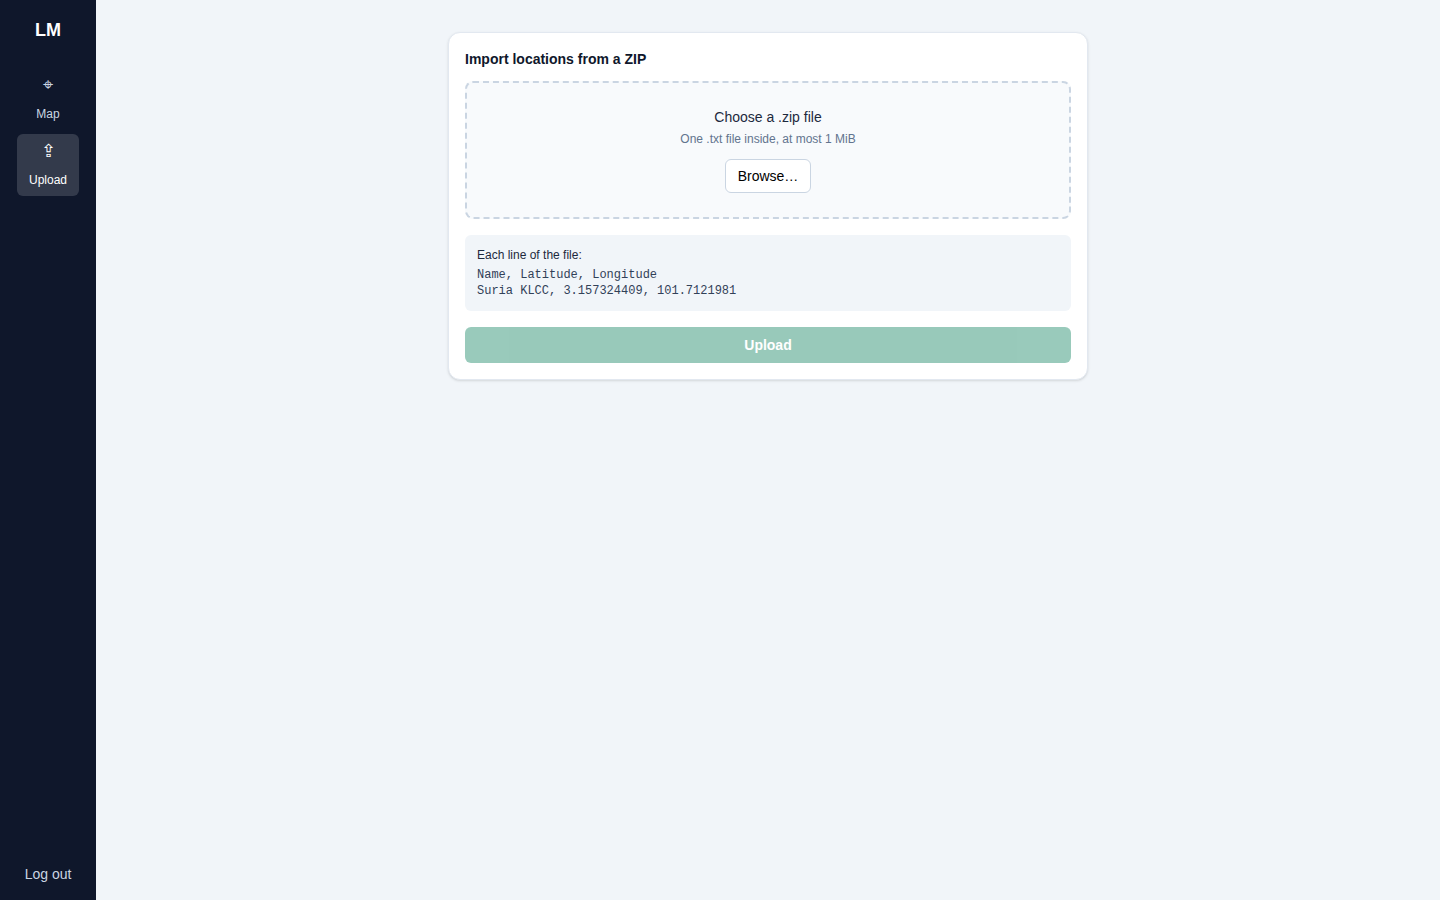 LM
Map
Upload
Log out
Import locations from a ZIP
Choose a .zip file
One .txt file inside, at most 1 MiB
Browse…
Each line of the file:
Name, Latitude, Longitude
Suria KLCC, 3.157324409, 101.7121981
Upload